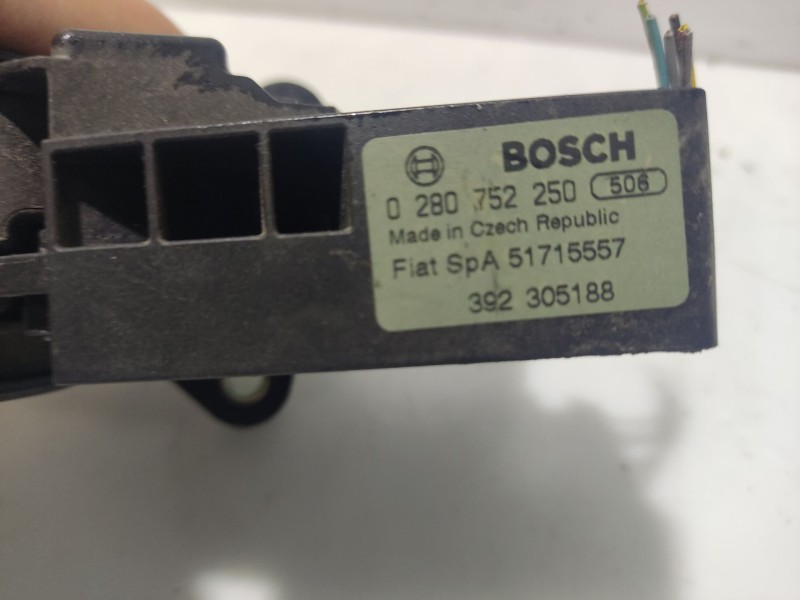 BOSCH
0 280 752 250 506
Made in Czech Republic
Fiat SpA 51715557
392 305188